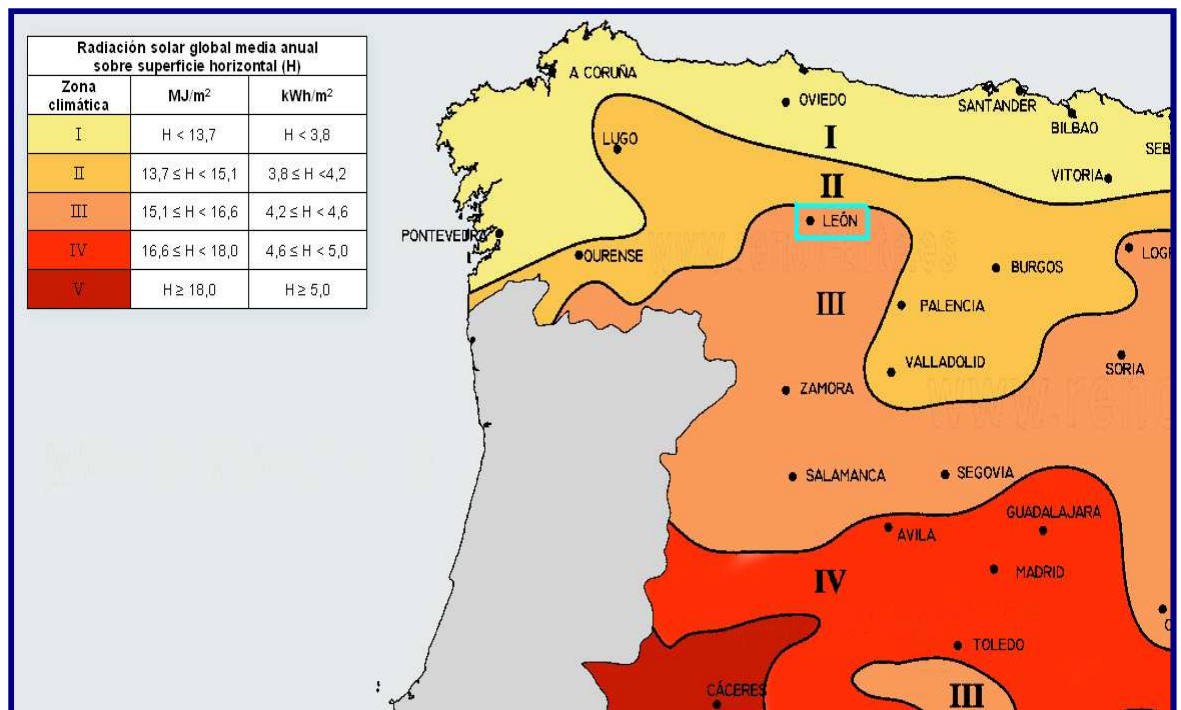 Radiación solar global media anual
sobre superficie horizontal (H)
Zona climática MJ/m² kWh/m²
I H < 13,7 H < 3,8
II 13,7 ≤ H < 15,1 3,8 ≤ H <4,2
III 15,1 ≤ H < 16,6 4,2 ≤ H < 4,6
IV 16,6 ≤ H < 18,0 4,6 ≤ H < 5,0
V H ≥ 18,0 H ≥ 5,0
A CORUÑA
OVIEDO
SANTANDER
BILBAO
SEB
I
LUGO
VITORIA
II
LEÓN
PONTEVEDRA
OURENSE
BURGOS
LOGR
III
PALENCIA
VALLADOLID
SORIA
ZAMORA
SALAMANCA
SEGOVIA
GUADALAJARA
AVILA
IV
MADRID
TOLEDO
CÁCERES
III